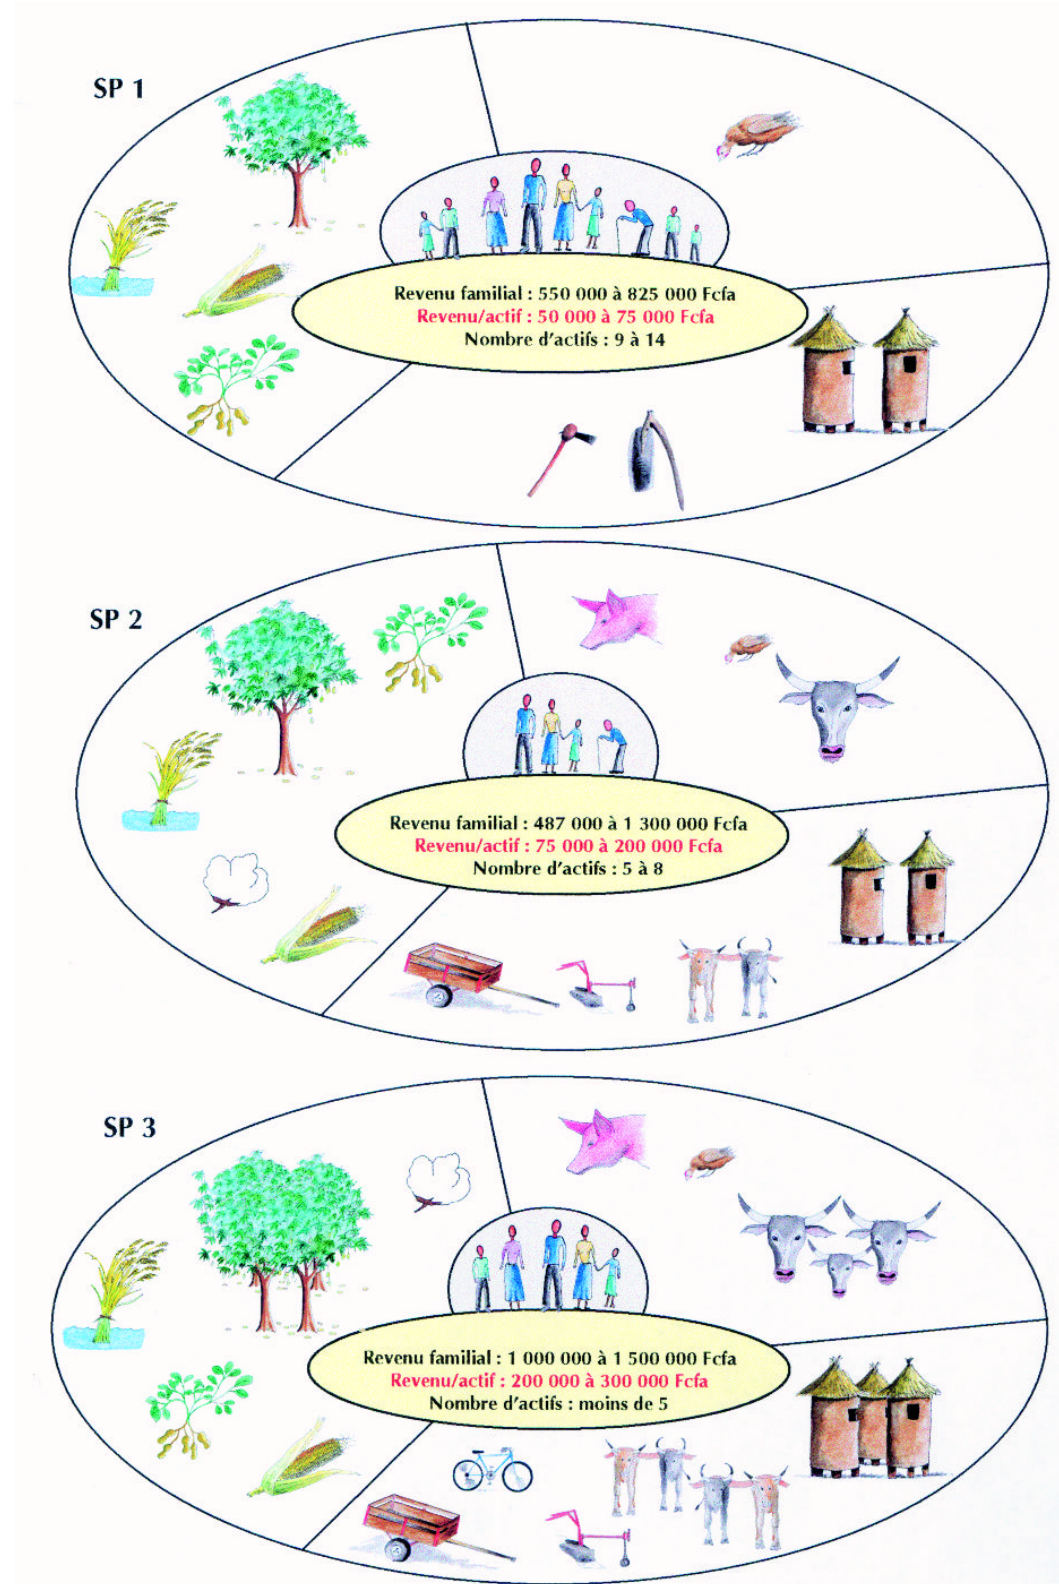 SP 1
Revenu familial : 550 000 à 825 000 Fcfa
Revenu/actif : 50 000 à 75 000 Fcfa
Nombre d'actifs : 9 à 14
SP 2
Revenu familial : 487 000 à 1 300 000 Fcfa
Revenu/actif : 75 000 à 200 000 Fcfa
Nombre d'actifs : 5 à 8
SP 3
Revenu familial : 1 000 000 à 1 500 000 Fcfa
Revenu/actif : 200 000 à 300 000 Fcfa
Nombre d'actifs : moins de 5